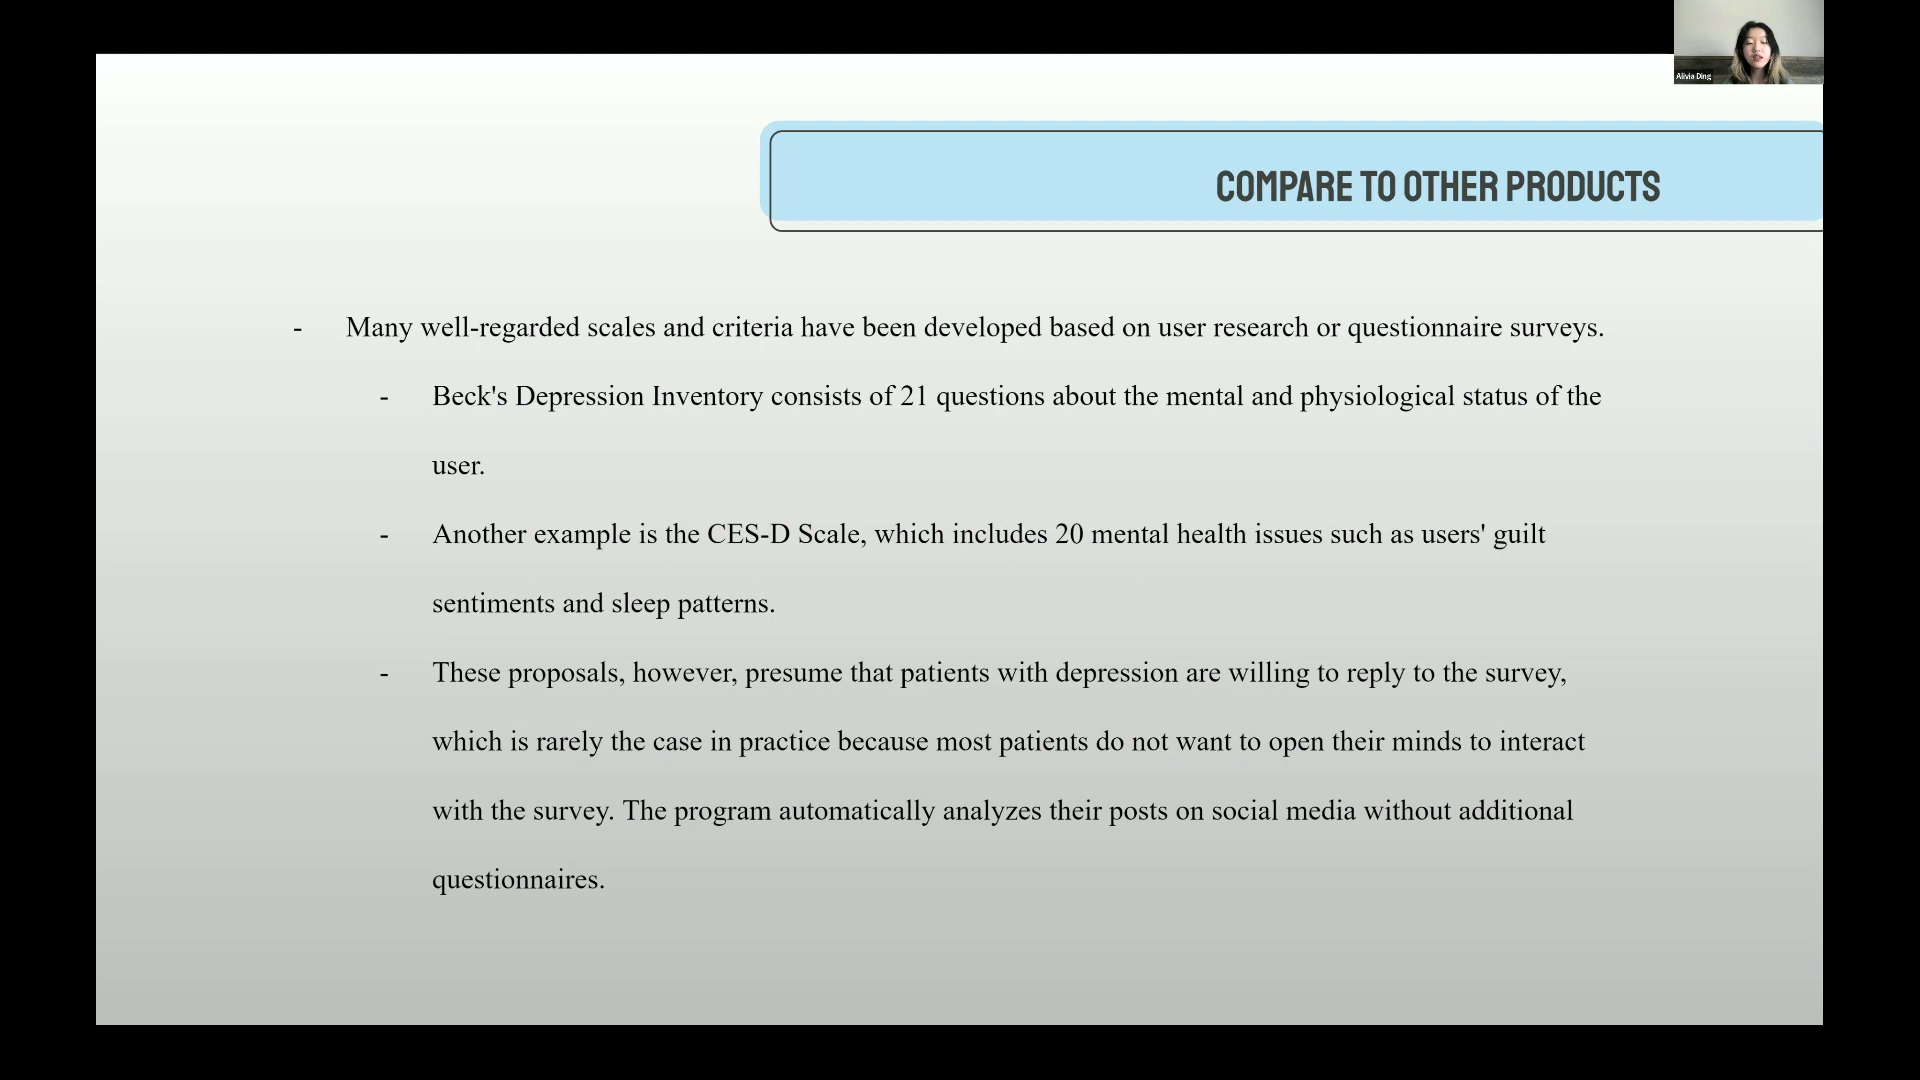 Alivia Ding
COMPARE TO OTHER PRODUCTS
- Many well-regarded scales and criteria have been developed based on user research or questionnaire surveys.
- Beck's Depression Inventory consists of 21 questions about the mental and physiological status of the
user.
- Another example is the CES-D Scale, which includes 20 mental health issues such as users' guilt
sentiments and sleep patterns.
- These proposals, however, presume that patients with depression are willing to reply to the survey,
which is rarely the case in practice because most patients do not want to open their minds to interact
with the survey. The program automatically analyzes their posts on social media without additional
questionnaires.